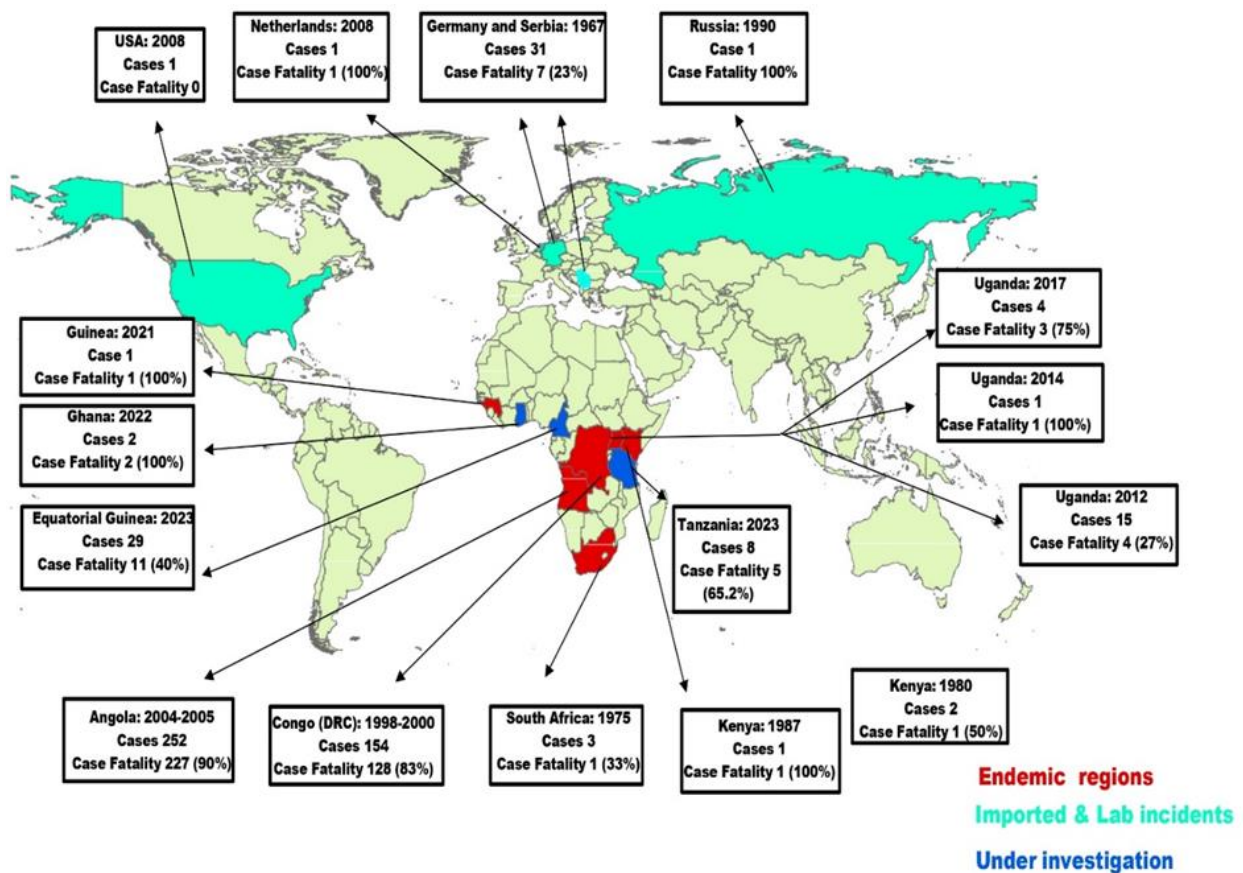 USA: 2008
Cases 1
Case Fatality 0
Netherlands: 2008
Cases 1
Case Fatality 1 (100%)
Germany and Serbia: 1967
Cases 31
Case Fatality 7 (23%)
Russia: 1990
Case 1
Case Fatality 100%
Uganda: 2017
Cases 4
Case Fatality 3 (75%)
Guinea: 2021
Case 1
Case Fatality 1 (100%)
Uganda: 2014
Cases 1
Case Fatality 1 (100%)
Ghana: 2022
Cases 2
Case Fatality 2 (100%)
Uganda: 2012
Cases 15
Case Fatality 4 (27%)
Equatorial Guinea: 2023
Cases 29
Case Fatality 11 (40%)
Tanzania: 2023
Cases 8
Case Fatality 5
(65.2%)
Angola: 2004-2005
Cases 252
Case Fatality 227 (90%)
Congo (DRC): 1998-2000
Cases 154
Case Fatality 128 (83%)
South Africa: 1975
Cases 3
Case Fatality 1 (33%)
Kenya: 1987
Cases 1
Case Fatality 1 (100%)
Kenya: 1980
Cases 2
Case Fatality 1 (50%)
Endemic regions
Imported & Lab incidents
Under investigation